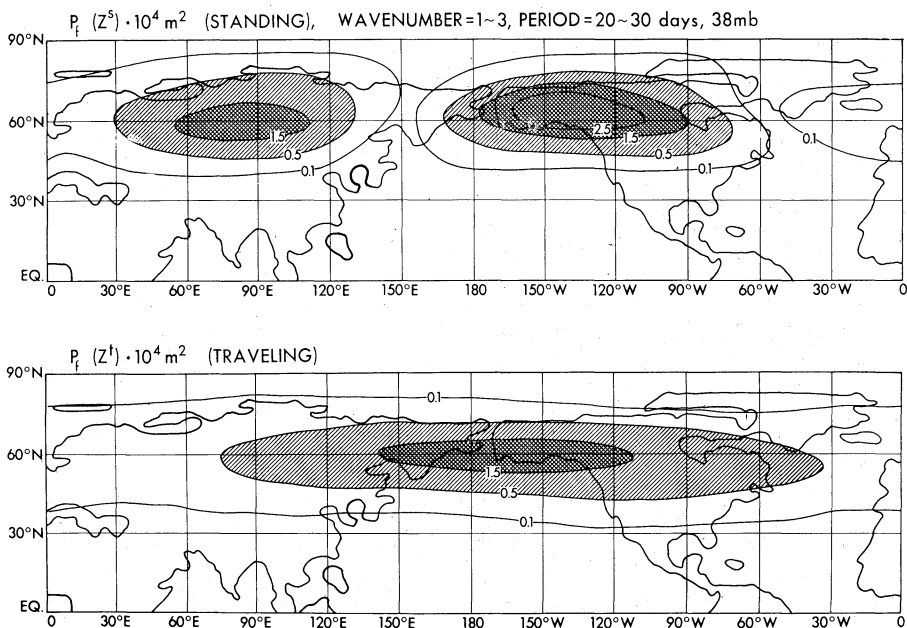 P_f (Z^s) · 10^4 m^2 (STANDING), WAVENUMBER=1~3, PERIOD=20~30 days, 38mb
90°N
60°N
30°N
EQ.
1.5
0.5
0.1
2.5
1.5
0.5
0.1
0.1
0 30°E 60°E 90°E 120°E 150°E 180° 150°W 120°W 90°W 60°W 30°W 0
P_f (Z^t) · 10^4 m^2 (TRAVELING)
90°N
60°N
30°N
EQ.
0.1
1.5
0.5
0.1
0 30°E 60°E 90°E 120°E 150°E 180° 150°W 120°W 90°W 60°W 30°W 0